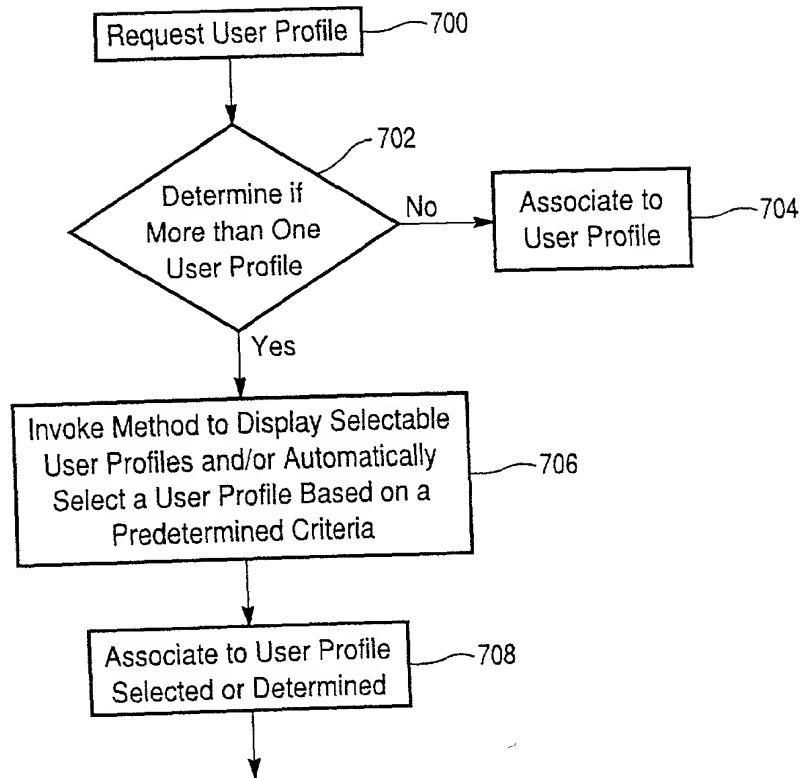 Request User Profile
700
702
Determine if
More than One
User Profile
No
Associate to
User Profile
704
Yes
Invoke Method to Display Selectable
User Profiles and/or Automatically
Select a User Profile Based on a
Predetermined Criteria
706
Associate to User Profile
Selected or Determined
708